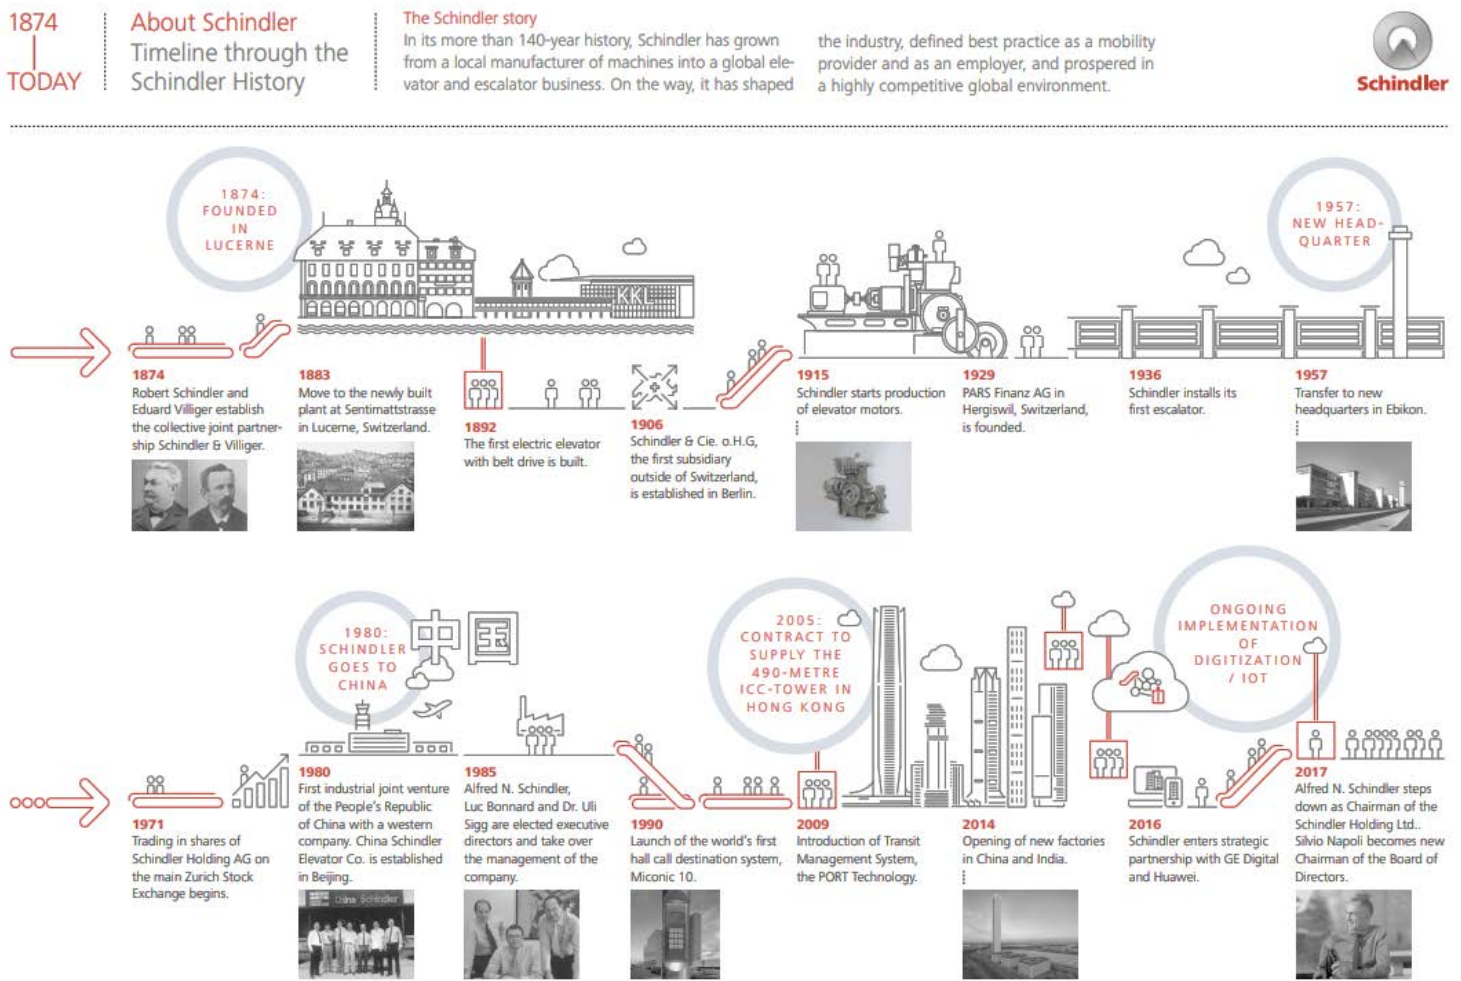 1874
TODAY
About Schindler
Timeline through the
Schindler History
The Schindler story
In its more than 140-year history, Schindler has grown
from a local manufacturer of machines into a global ele-
vator and escalator business. On the way, it has shaped
the industry, defined best practice as a mobility
provider and as an employer, and prospered in
a highly competitive global environment.
Schindler
1874:
FOUNDED
IN
LUCERNE
KKL
1957:
NEW HEAD-
QUARTER
1874
Robert Schindler and
Eduard Villiger establish
the collective joint partner-
ship Schindler & Villiger.
1883
Move to the newly built
plant at Sentimattstrasse
in Lucerne, Switzerland.
1892
The first electric elevator
with belt drive is built.
1906
Schindler & Cie. o.H.G,
the first subsidiary
outside of Switzerland,
is established in Berlin.
1915
Schindler starts production
of elevator motors.
1929
PARS Finanz AG in
Hergiswil, Switzerland,
is founded.
1936
Schindler installs its
first escalator.
1957
Transfer to new
headquarters in Ebikon.
1980:
SCHINDLER
GOES TO
CHINA
中国
2005:
CONTRACT TO
SUPPLY THE
490-METRE
ICC-TOWER IN
HONG KONG
ONGOING
IMPLEMENTATION
OF
DIGITIZATION
/ IOT
1971
Trading in shares of
Schindler Holding AG on
the main Zurich Stock
Exchange begins.
1980
First industrial joint venture
of the People's Republic
of China with a western
company. China Schindler
Elevator Co. is established
in Beijing.
China Schindler
1985
Alfred N. Schindler,
Luc Bonnard and Dr. Uli
Sigg are elected executive
directors and take over
the management of the
company.
1990
Launch of the world's first
hall call destination system,
Miconic 10.
2009
Introduction of Transit
Management System,
the PORT Technology.
2014
Opening of new factories
in China and India.
2016
Schindler enters strategic
partnership with GE Digital
and Huawei.
2017
Alfred N. Schindler steps
down as Chairman of the
Schindler Holding Ltd..
Silvio Napoli becomes new
Chairman of the Board of
Directors.